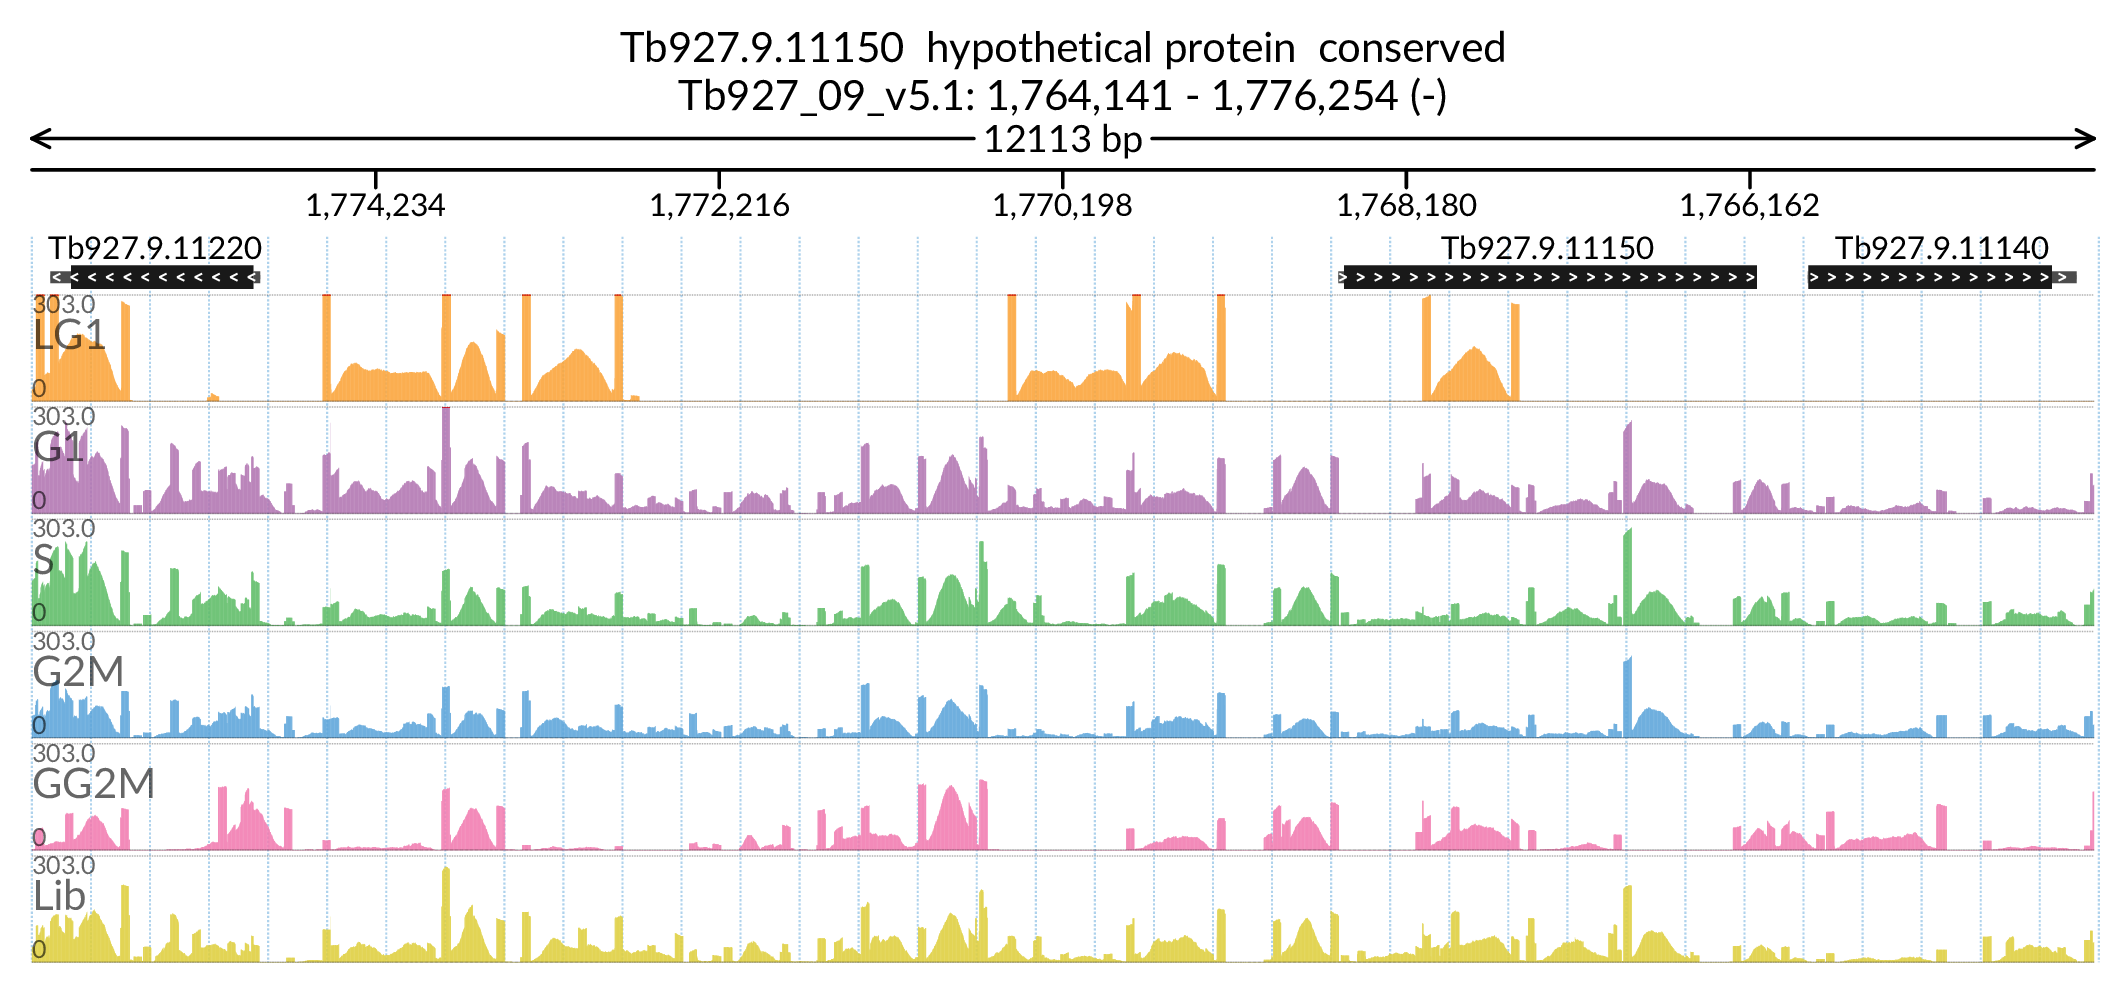 Tb927.9.11150 hypothetical protein conserved
Tb927_09_v5.1: 1,764,141 - 1,776,254 (-)
12113 bp
1,774,234 1,772,216 1,770,198 1,768,180 1,766,162
Tb927.9.11220 Tb927.9.11150 Tb927.9.11140
303.0
LG1
0
303.0
G1
0
303.0
S
0
303.0
G2M
0
303.0
GG2M
0
303.0
Lib
0